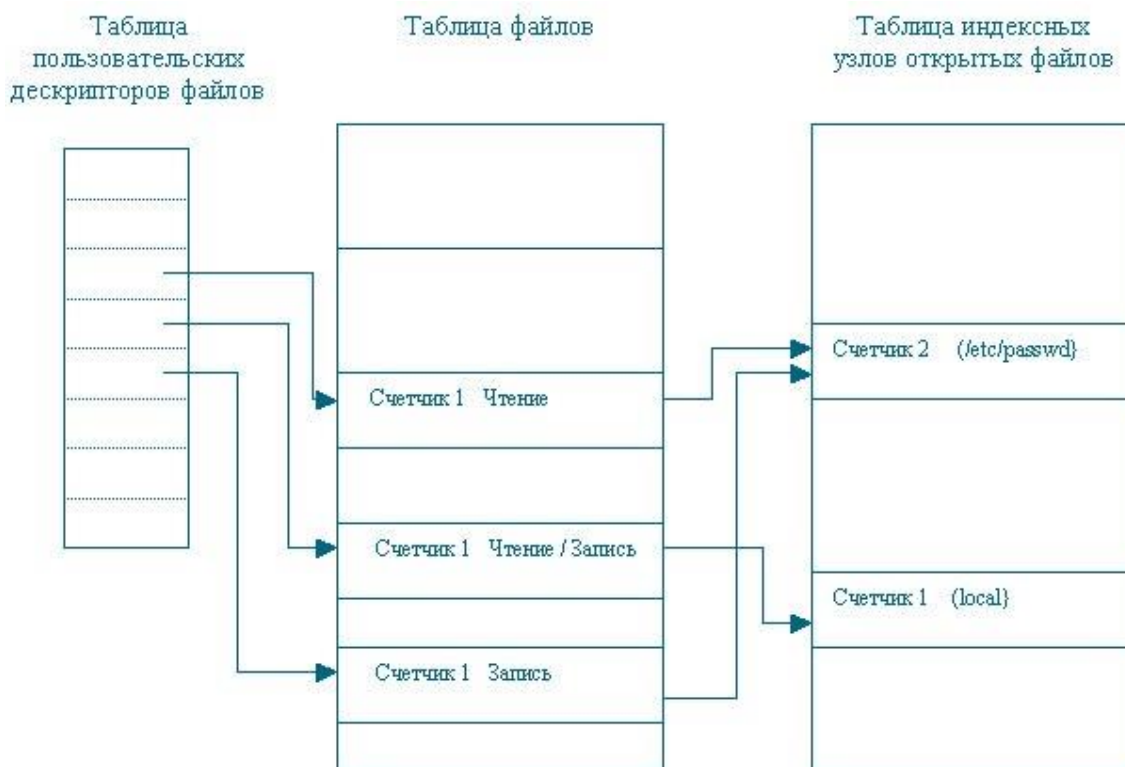 Таблица
пользовательских
дескрипторов файлов
Таблица файлов
Таблица индексных
узлов открытых файлов
Счетчик 2 (/etc/passwd}
Счетчик 1 Чтение
Счетчик 1 Чтение / Запись
Счетчик 1 (local}
Счетчик 1 Запись